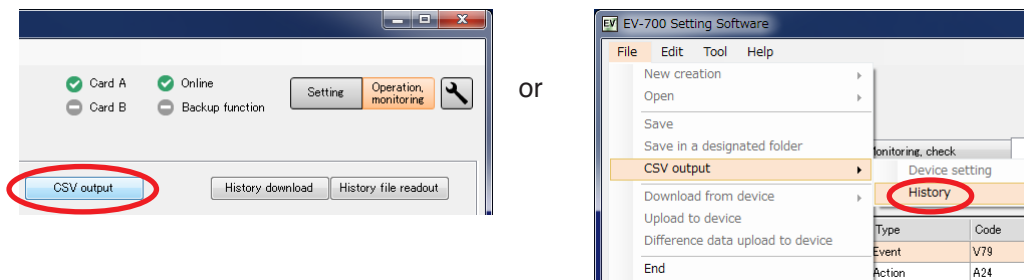 Card A
Online
Card B
Backup function
Setting
Operation,
monitoring
CSV output
History download
History file readout
or
EV EV-700 Setting Software
File Edit Tool Help
New creation
Open
Save
Save in a designated folder
CSV output
Download from device
Upload to device
Difference data upload to device
End
Monitoring, check
Device setting
History
Type Code
Event V79
Action A24